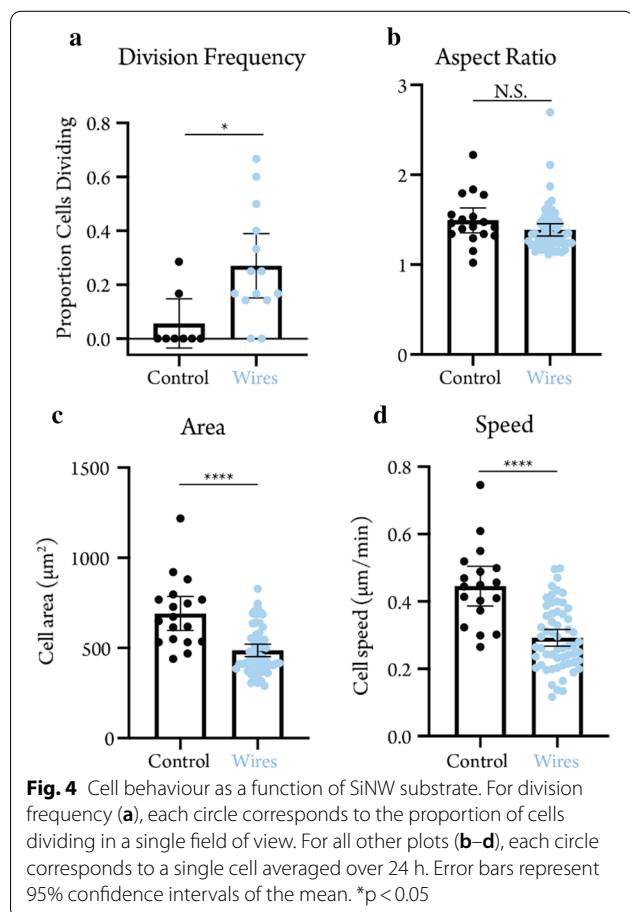 a
Division Frequency
*
Proportion Cells Dividing
0.8
0.6
0.4
0.2
0.0
Control
Wires
b
Aspect Ratio
N.S.
3
2
1
0
Control
Wires
c
Area
****
Cell area (μm²)
1500
1000
500
0
Control
Wires
d
Speed
****
Cell speed (μm/min)
0.8
0.6
0.4
0.2
0.0
Control
Wires
Fig. 4 Cell behaviour as a function of SiNW substrate. For division
frequency (a), each circle corresponds to the proportion of cells
dividing in a single field of view. For all other plots (b–d), each circle
corresponds to a single cell averaged over 24 h. Error bars represent
95% confidence intervals of the mean. *p < 0.05